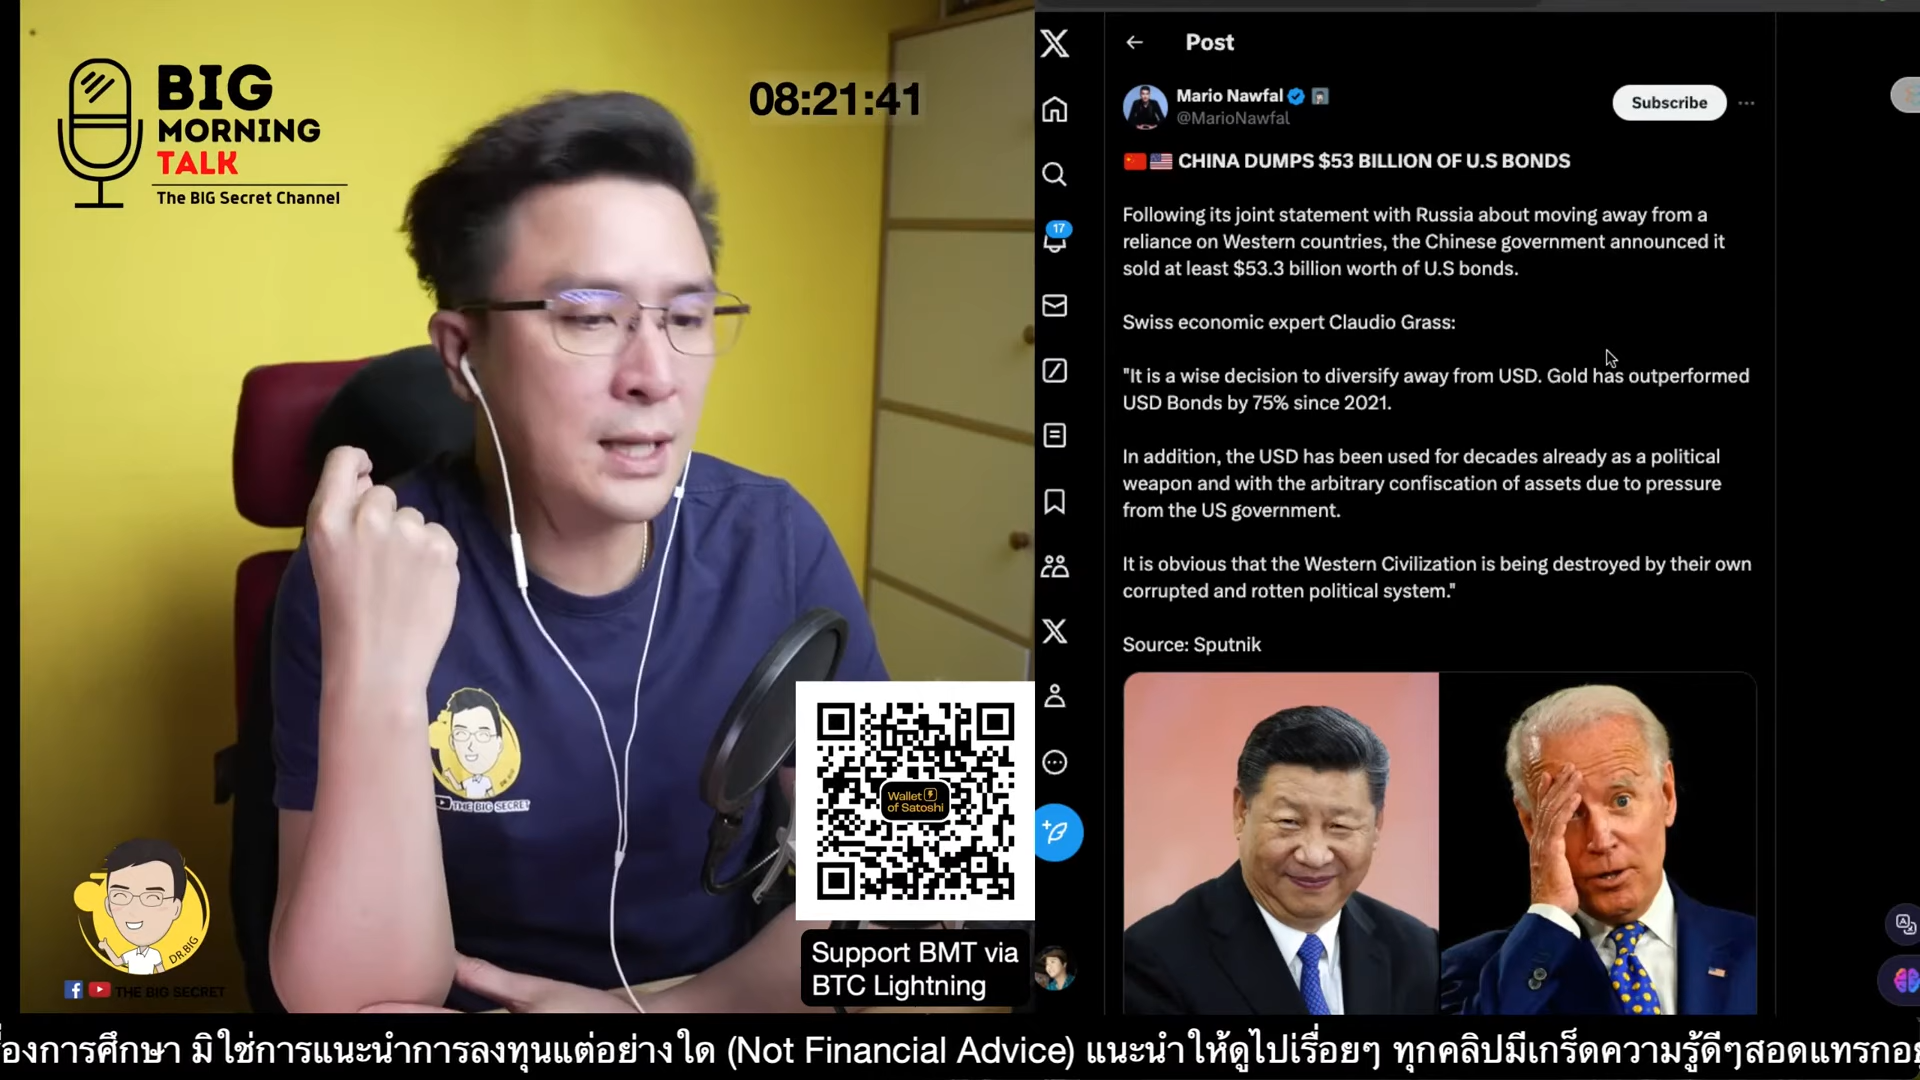 BIG
MORNING
TALK
The BIG Secret Channel
08:21:41
THE BIG SECRET
Wallet
of Satoshi
DR.BIG
THE BIG SECRET
Support BMT via
BTC Lightning
17
Post
Mario Nawfal
@MarioNawfal
Subscribe
CHINA DUMPS $53 BILLION OF U.S BONDS
Following its joint statement with Russia about moving away from a
reliance on Western countries, the Chinese government announced it
sold at least $53.3 billion worth of U.S bonds.
Swiss economic expert Claudio Grass:
"It is a wise decision to diversify away from USD. Gold has outperformed
USD Bonds by 75% since 2021.
In addition, the USD has been used for decades already as a political
weapon and with the arbitrary confiscation of assets due to pressure
from the US government.
It is obvious that the Western Civilization is being destroyed by their own
corrupted and rotten political system."
Source: Sputnik
องการศึกษา มิใช่การแนะนำการลงทุนแต่อย่างใด (Not Financial Advice) แนะนำให้ดูไปเรื่อยๆ ทุกคลิปมีเกร็ดความรู้ดีๆสอดแทรกอ